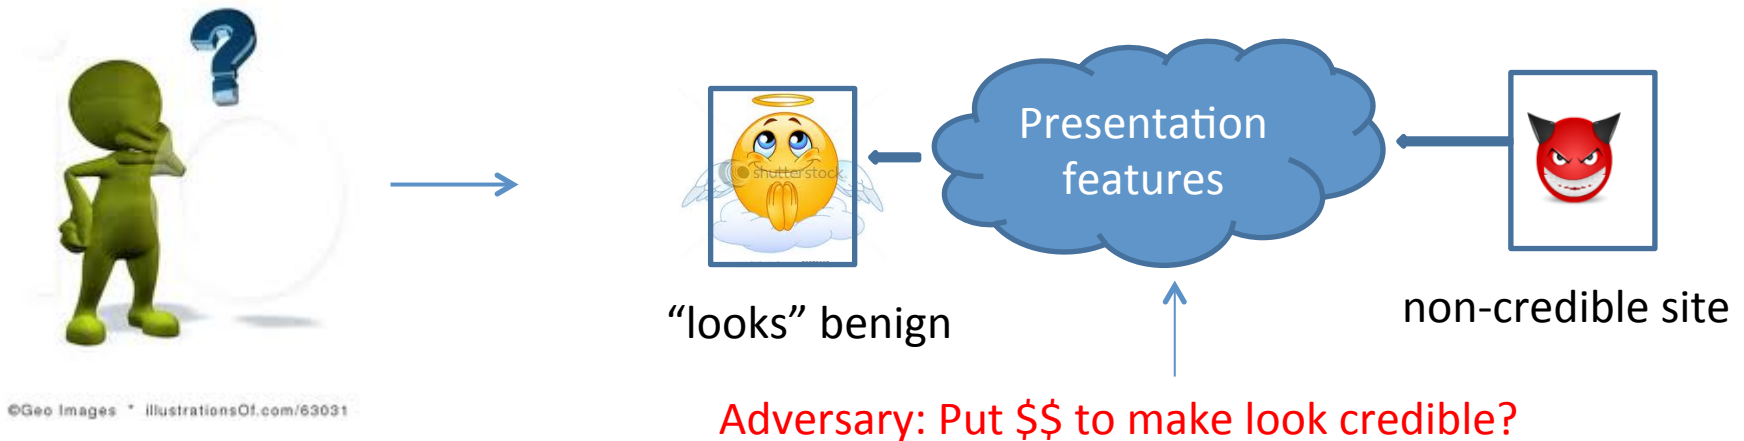 Presentation
features
shutterstock
“looks” benign
non-credible site
©Geo Images * illustrationsOf.com/63031
Adversary: Put $$ to make look credible?